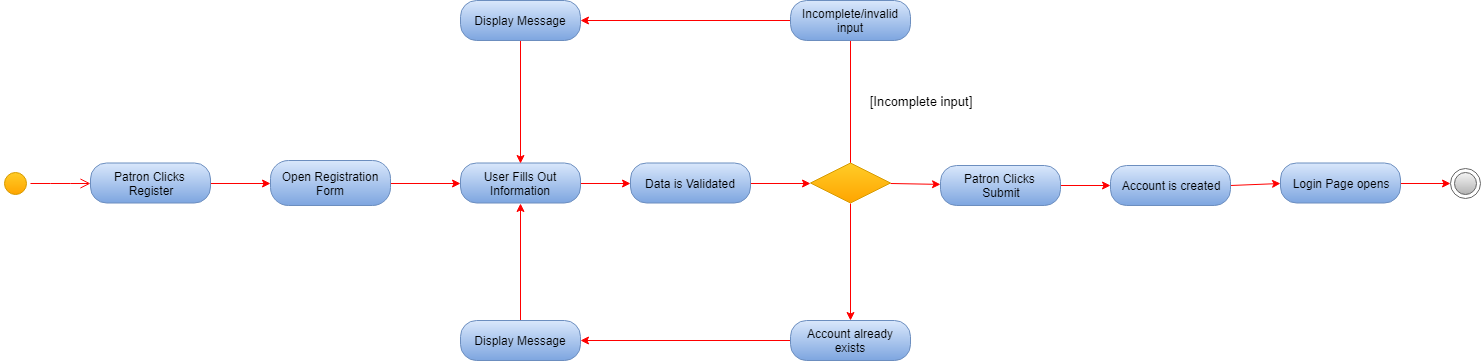 Display Message
Incomplete/invalid
input
[Incomplete input]
Patron Clicks
Register
Open Registration
Form
User Fills Out
Information
Data is Validated
Patron Clicks
Submit
Account is created
Login Page opens
Display Message
Account already
exists